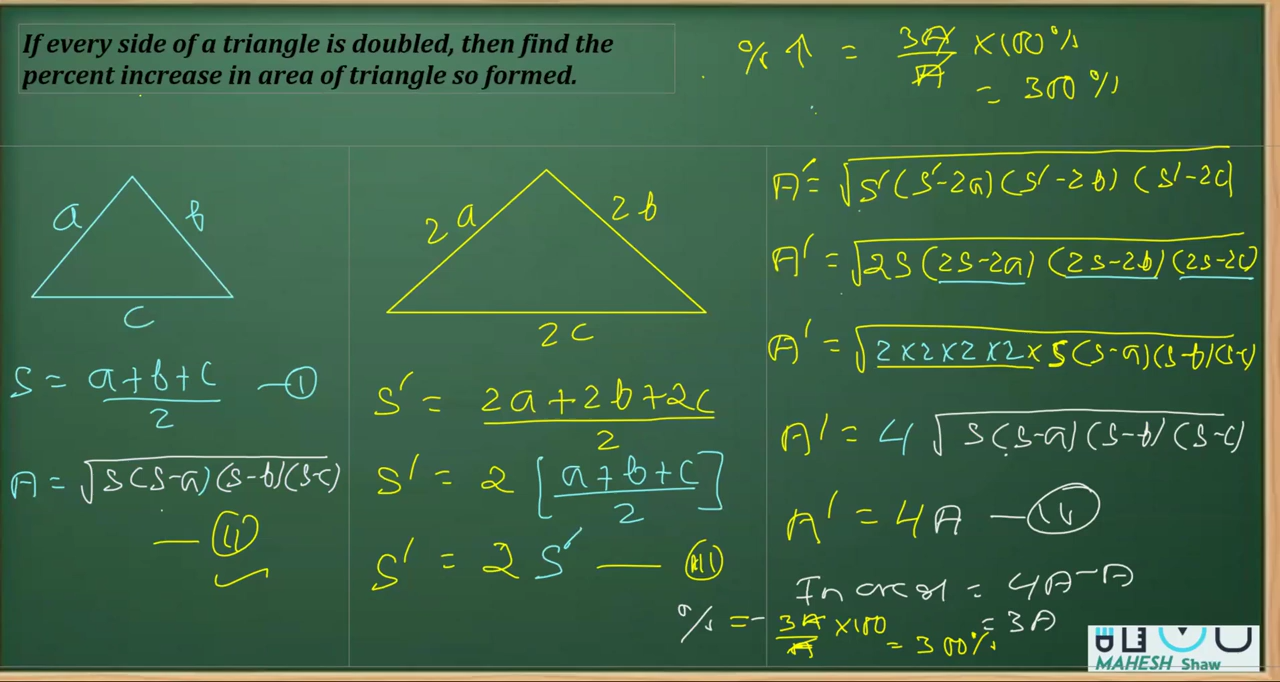 If every side of a triangle is doubled, then find the
percent increase in area of triangle so formed.
% ↑ = 3A/A ×100%
= 300%
a
b
c
S = (a+b+c)/2 —①
A = √S(S-a)(S-b)(S-c)
— ⑪
2a
2b
2c
S' = (2a+2b+2c)/2
S' = 2 [(a+b+c)/2]
S' = 2S' — (III)
A' = √S'(S'-2a)(S'-2b)(S'-2c)
A' = √2S(2S-2a)(2S-2b)(2S-2c)
A' = √2×2×2×2×S(S-a)(S-b)(S-c)
A' = 4 √S(S-a)(S-b)(S-c)
A' = 4A —
= 4A-A
= 3A
% = 3A/A ×100
= 300%
MAHESH Shaw